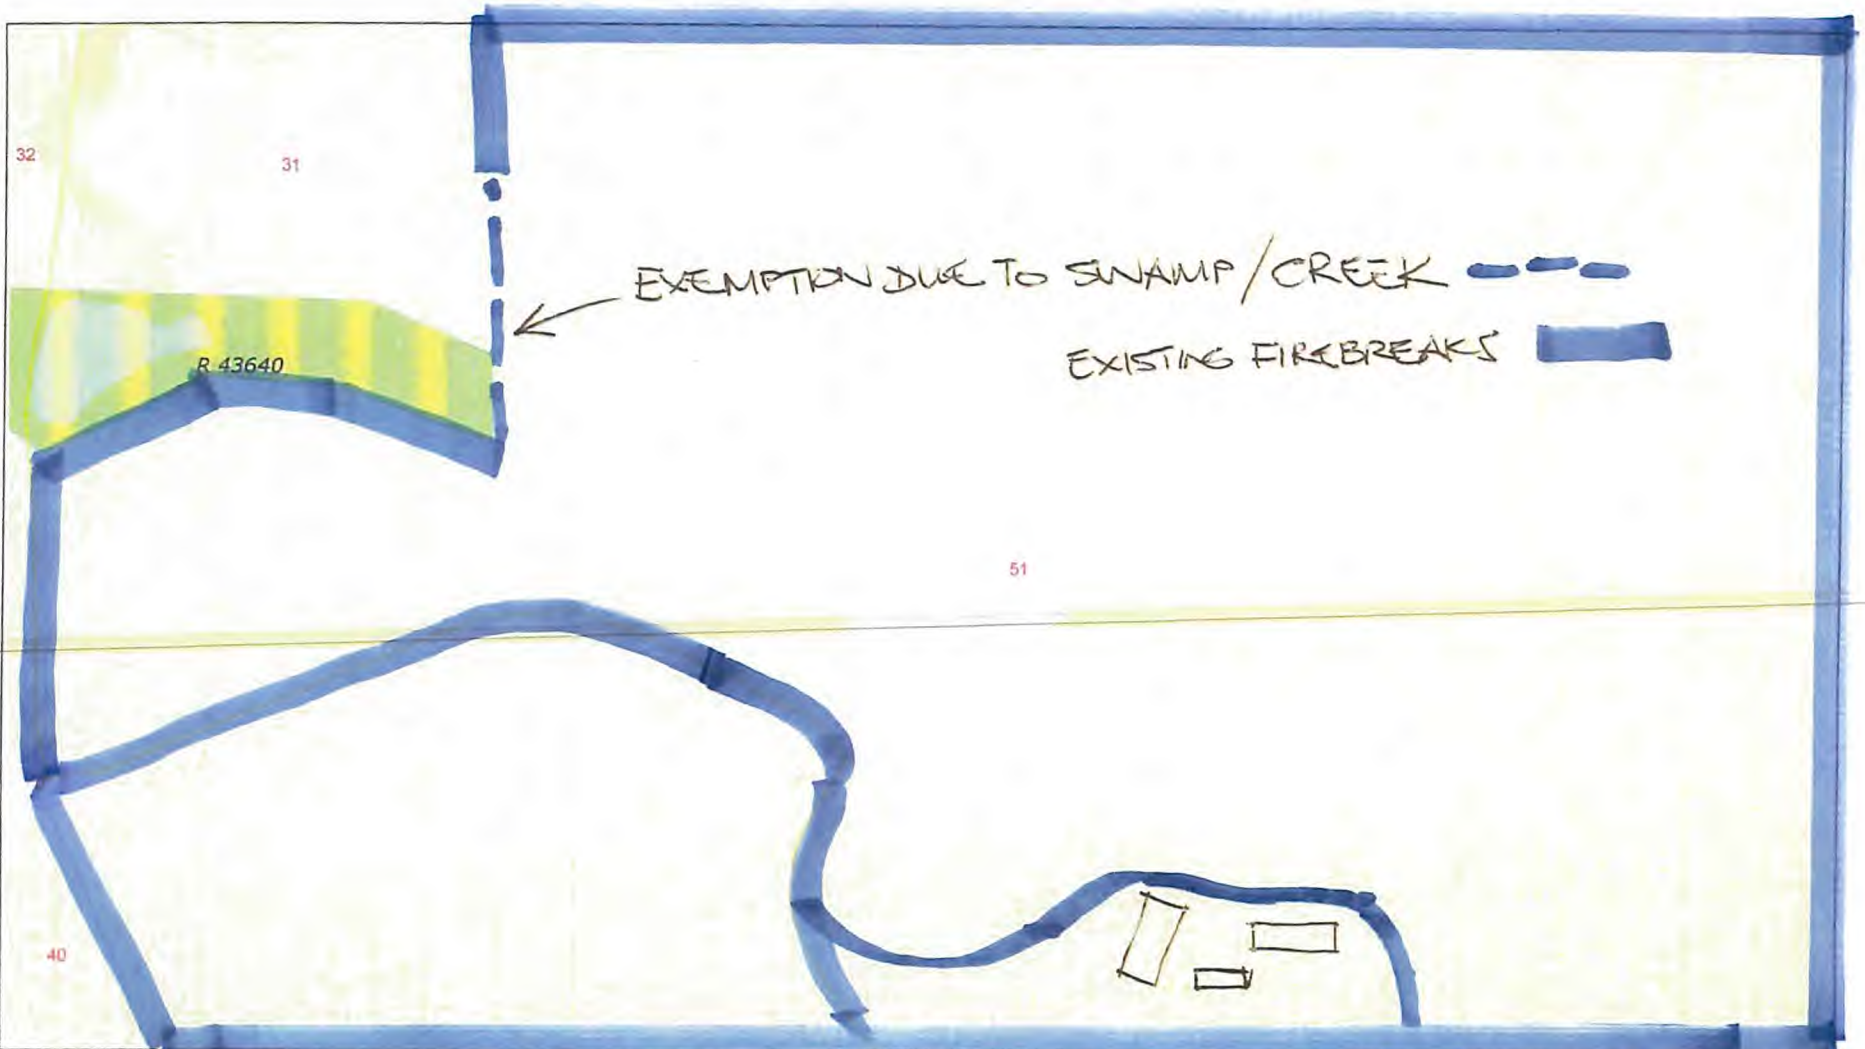 32
31
EXEMPTION DUE TO SWAMP/CREEK
EXISTING FIREBREAKS
R 43640
51
40